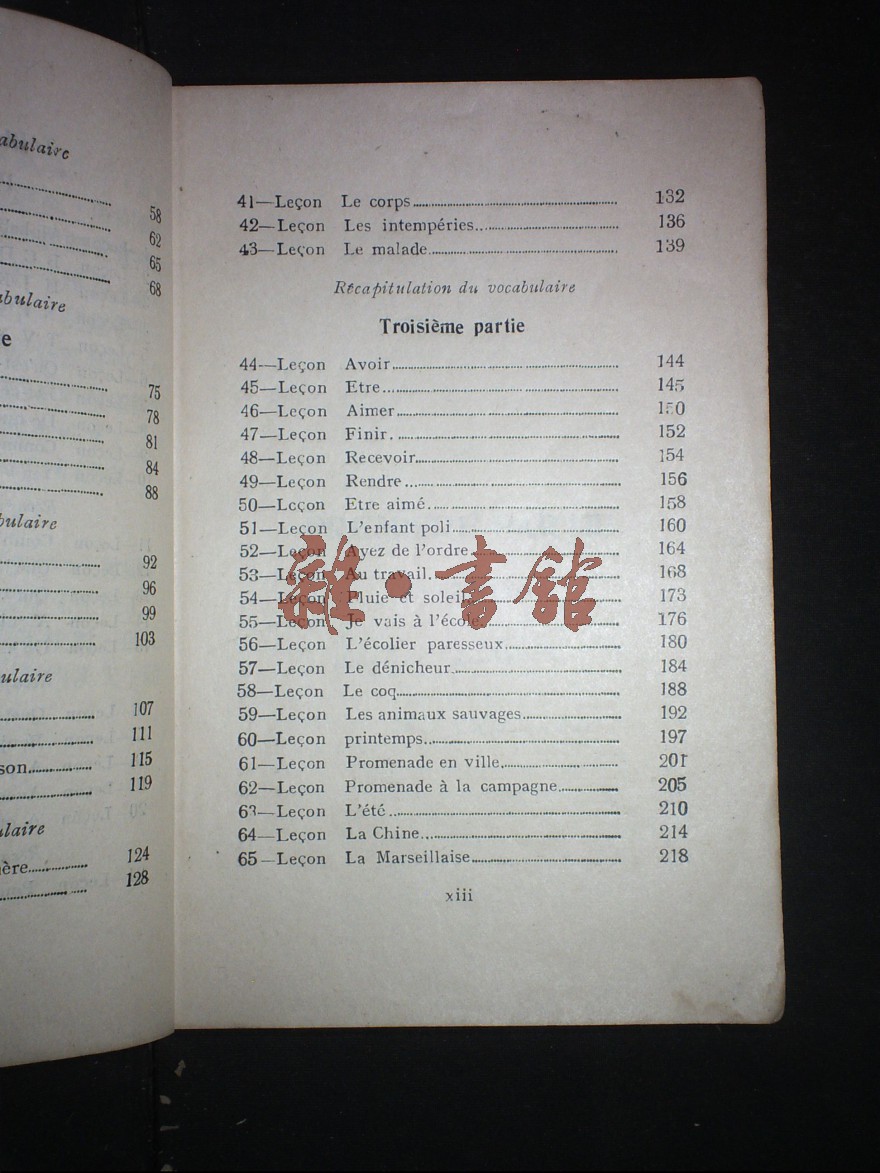 abulaire
58
62
65
68
abulaire
e
75
78
81
84
88
bulaire
92
96
99
103
ulaire
107
111
son 115
119
ulaire
ère 124
128
41—Leçon Le corps 132
42—Leçon Les intempéries 136
43—Leçon Le malade 139
Récapitulation du vocabulaire
Troisième partie
44—Leçon Avoir 144
45—Leçon Etre 145
46—Leçon Aimer 150
47—Leçon Finir. 152
48—Leçon Recevoir 154
49—Leçon Rendre 156
50—Leçon Etre aimé 158
51—Leçon L'enfant poli 160
52—Leçon Ayez de l'ordre 164
53—Leçon Au travail 168
54—Leçon Pluie et soleil 173
55—Leçon Je vais à l'école 176
56—Leçon L'écolier paresseux 180
57—Leçon Le dénicheur 184
58—Leçon Le coq 188
59—Leçon Les animaux sauvages 192
60—Leçon printemps 197
61—Leçon Promenade en ville 201
62—Leçon Promenade à la campagne 205
63—Leçon L'été 210
64—Leçon La Chine 214
65—Leçon La Marseillaise 218
xiii
雜·書館